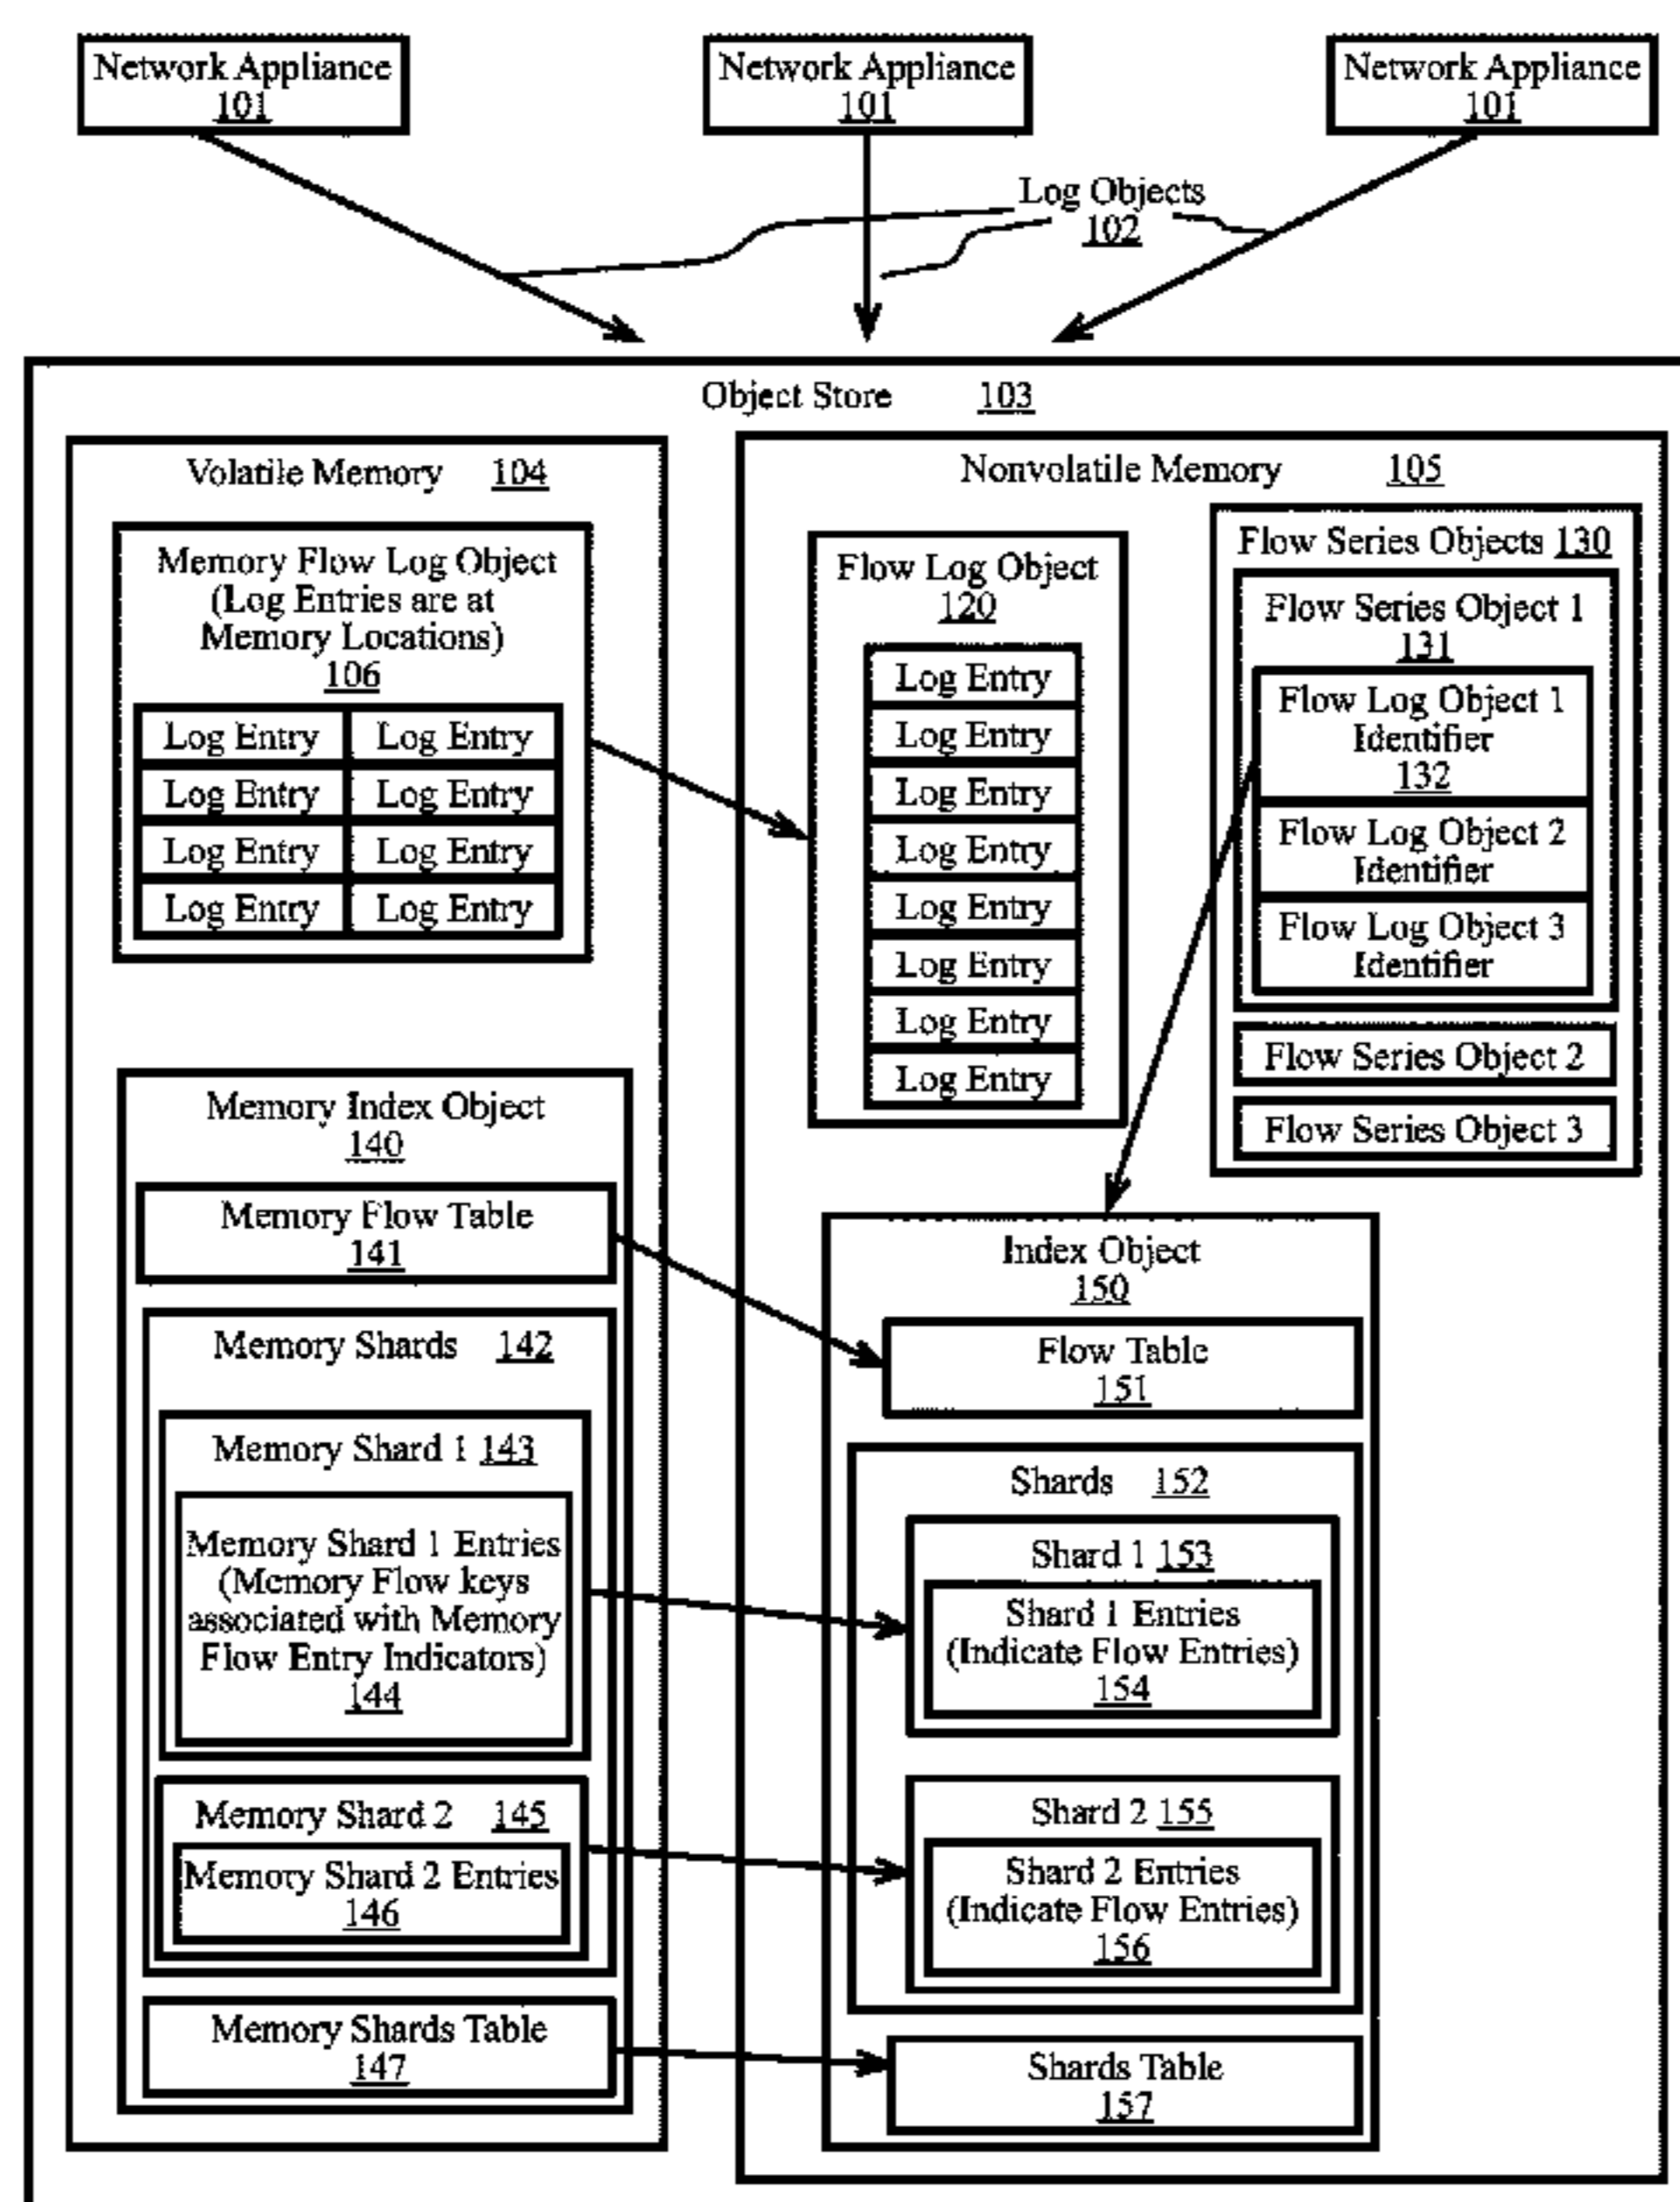 Network Appliance
101
Network Appliance
101
Network Appliance
101
Log Objects
102
Object Store 103
Volatile Memory 104
Memory Flow Log Object
(Log Entries are at
Memory Locations)
106
Log Entry Log Entry
Log Entry Log Entry
Log Entry Log Entry
Log Entry Log Entry
Memory Index Object
140
Memory Flow Table
141
Memory Shards 142
Memory Shard 1 143
Memory Shard 1 Entries
(Memory Flow keys
associated with Memory
Flow Entry Indicators)
144
Memory Shard 2 145
Memory Shard 2 Entries
146
Memory Shards Table
147
Nonvolatile Memory 105
Flow Log Object
120
Log Entry
Log Entry
Log Entry
Log Entry
Log Entry
Log Entry
Log Entry
Log Entry
Flow Series Objects 130
Flow Series Object 1
131
Flow Log Object 1
Identifier
132
Flow Log Object 2
Identifier
Flow Log Object 3
Identifier
Flow Series Object 2
Flow Series Object 3
Index Object
150
Flow Table
151
Shards 152
Shard 1 153
Shard 1 Entries
(Indicate Flow Entries)
154
Shard 2 155
Shard 2 Entries
(Indicate Flow Entries)
156
Shards Table
157